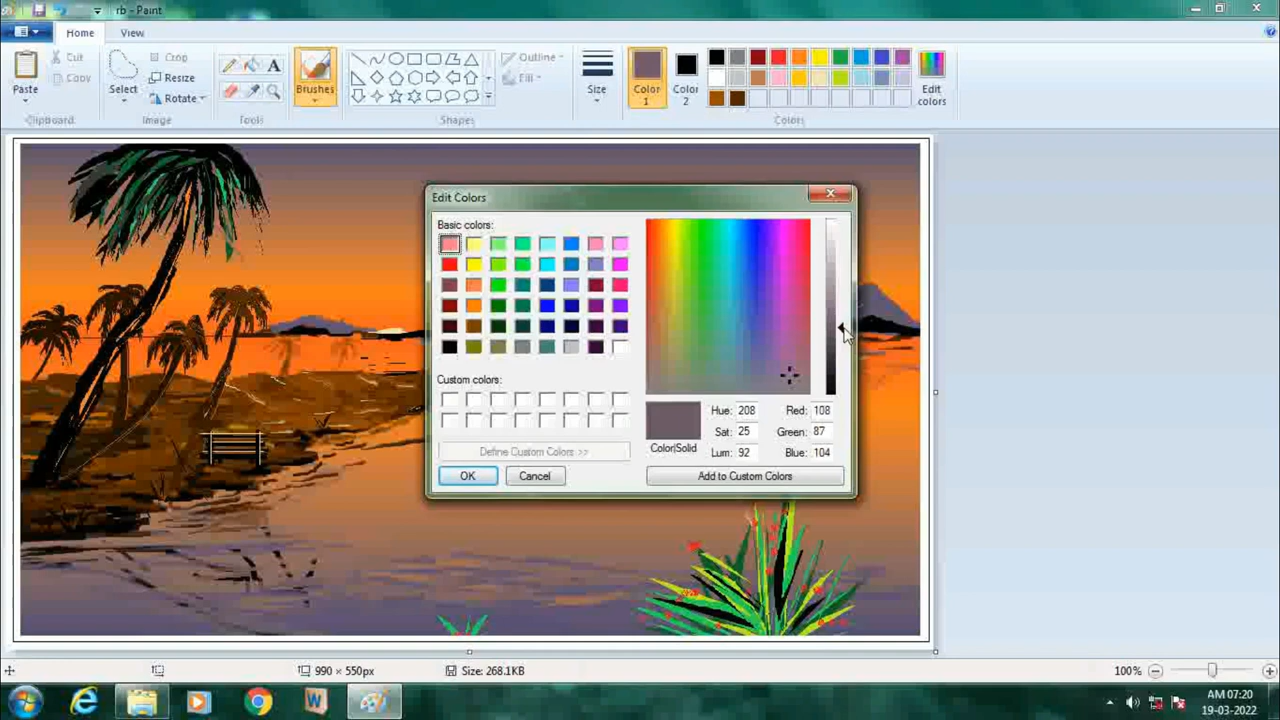 rb - Paint
Home View
Paste
Cut
Copy
Clipboard
Select
Crop
Resize
Rotate
Image
A
Tools
Brushes
Shapes
Outline
Fill
Size
Color 1
Color 2
Colors
Edit colors
Edit Colors
Basic colors:
Custom colors:
Define Custom Colors >>
OK Cancel
Color|Solid
Hue: 208 Red: 108
Sat: 25 Green: 87
Lum: 92 Blue: 104
Add to Custom Colors
990 × 550px
Size: 268.1KB
100%
W
AM 07:20
19-03-2022